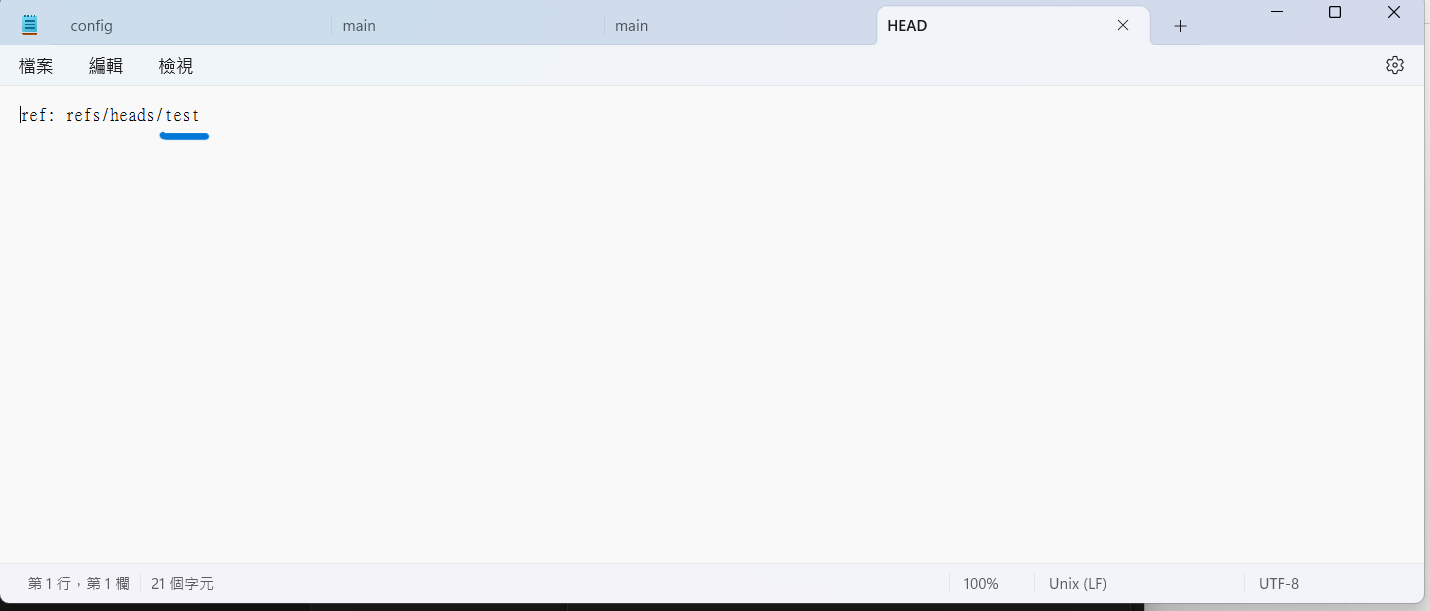 config
main
main
HEAD
檔案
編輯
檢視
ref: refs/heads/test
第 1 行，第 1 欄
21 個字元
100%
Unix (LF)
UTF-8